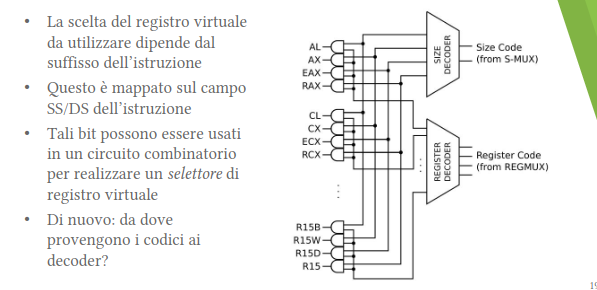 • La scelta del registro virtuale
da utilizzare dipende dal
suffisso dell'istruzione
• Questo è mappato sul campo
SS/DS dell'istruzione
• Tali bit possono essere usati
in un circuito combinatorio
per realizzare un selettore di
registro virtuale
• Di nuovo: da dove
provengono i codici ai
decoder?
AL
AX
EAX
RAX
SIZE
DECODER
Size Code
(from S-MUX)
CL
CX
ECX
RCX
REGISTER
DECODER
Register Code
(from REGMUX)
R15B
R15W
R15D
R15